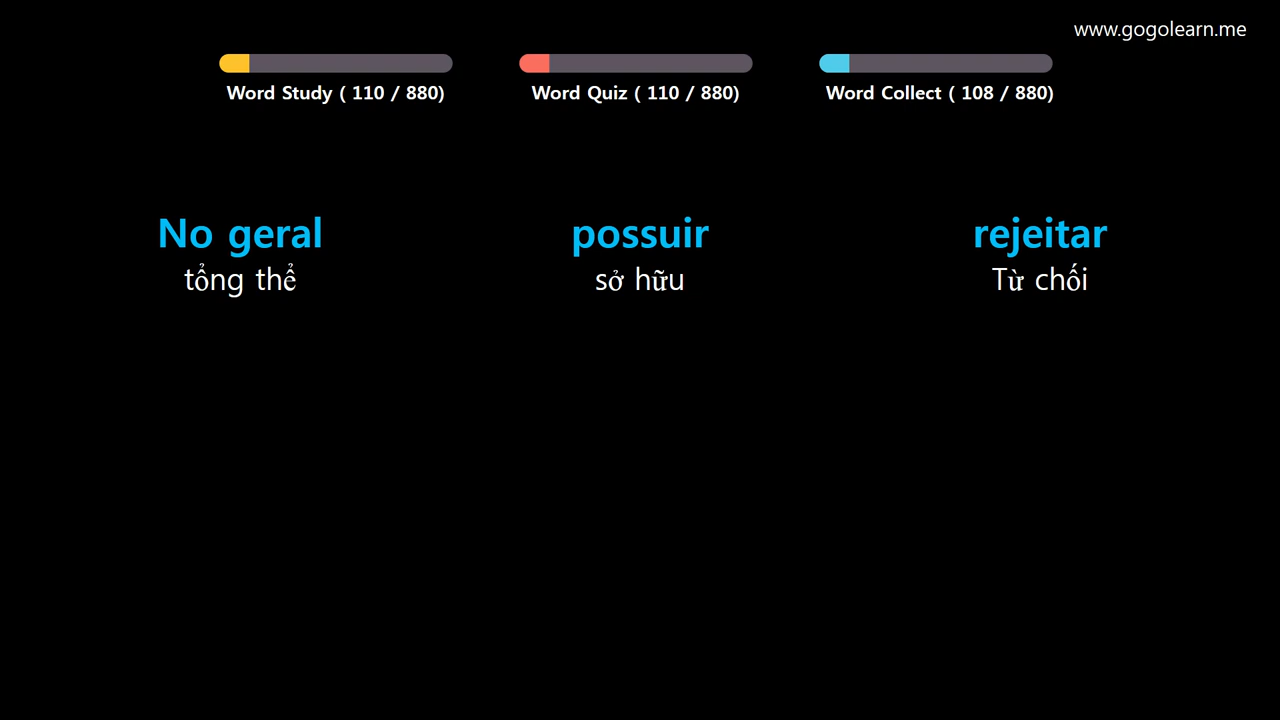 www.gogolearn.me
Word Study ( 110 / 880)
Word Quiz ( 110 / 880)
Word Collect ( 108 / 880)
No geral
tổng thể
possuir
sở hữu
rejeitar
Từ chối